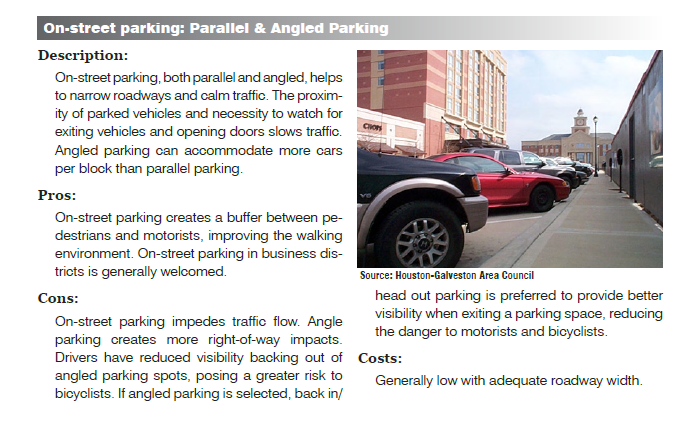 On-street parking: Parallel & Angled Parking
Description:
On-street parking, both parallel and angled, helps
to narrow roadways and calm traffic. The proxim-
ity of parked vehicles and necessity to watch for
exiting vehicles and opening doors slows traffic.
Angled parking can accommodate more cars
per block than parallel parking.
Pros:
On-street parking creates a buffer between pe-
destrians and motorists, improving the walking
environment. On-street parking in business dis-
tricts is generally welcomed.
Cons:
On-street parking impedes traffic flow. Angle
parking creates more right-of-way impacts.
Drivers have reduced visibility backing out of
angled parking spots, posing a greater risk to
bicyclists. If angled parking is selected, back in/
CHOPS
V8
Source: Houston-Galveston Area Council
head out parking is preferred to provide better
visibility when exiting a parking space, reducing
the danger to motorists and bicyclists.
Costs:
Generally low with adequate roadway width.